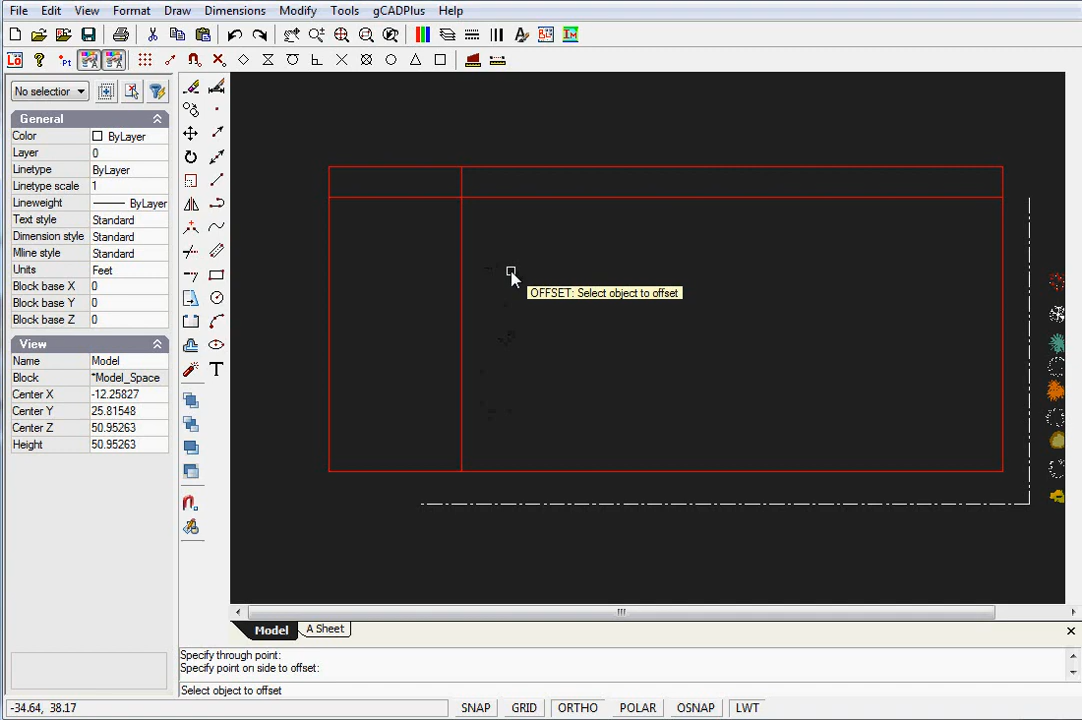 File Edit View Format Draw Dimensions Modify Tools gCADPlus Help
No selection
General
Color ByLayer
Layer 0
Linetype ByLayer
Linetype scale 1
Lineweight ByLayer
Text style Standard
Dimension style Standard
Mline style Standard
Units Feet
Block base X 0
Block base Y 0
Block base Z 0
View
Name Model
Block *Model_Space
Center X -12.25827
Center Y 25.81548
Center Z 50.95263
Height 50.95263
OFFSET: Select object to offset
Model A Sheet
Specify through point:
Specify point on side to offset:
Select object to offset
-34.64, 38.17 SNAP GRID ORTHO POLAR OSNAP LWT